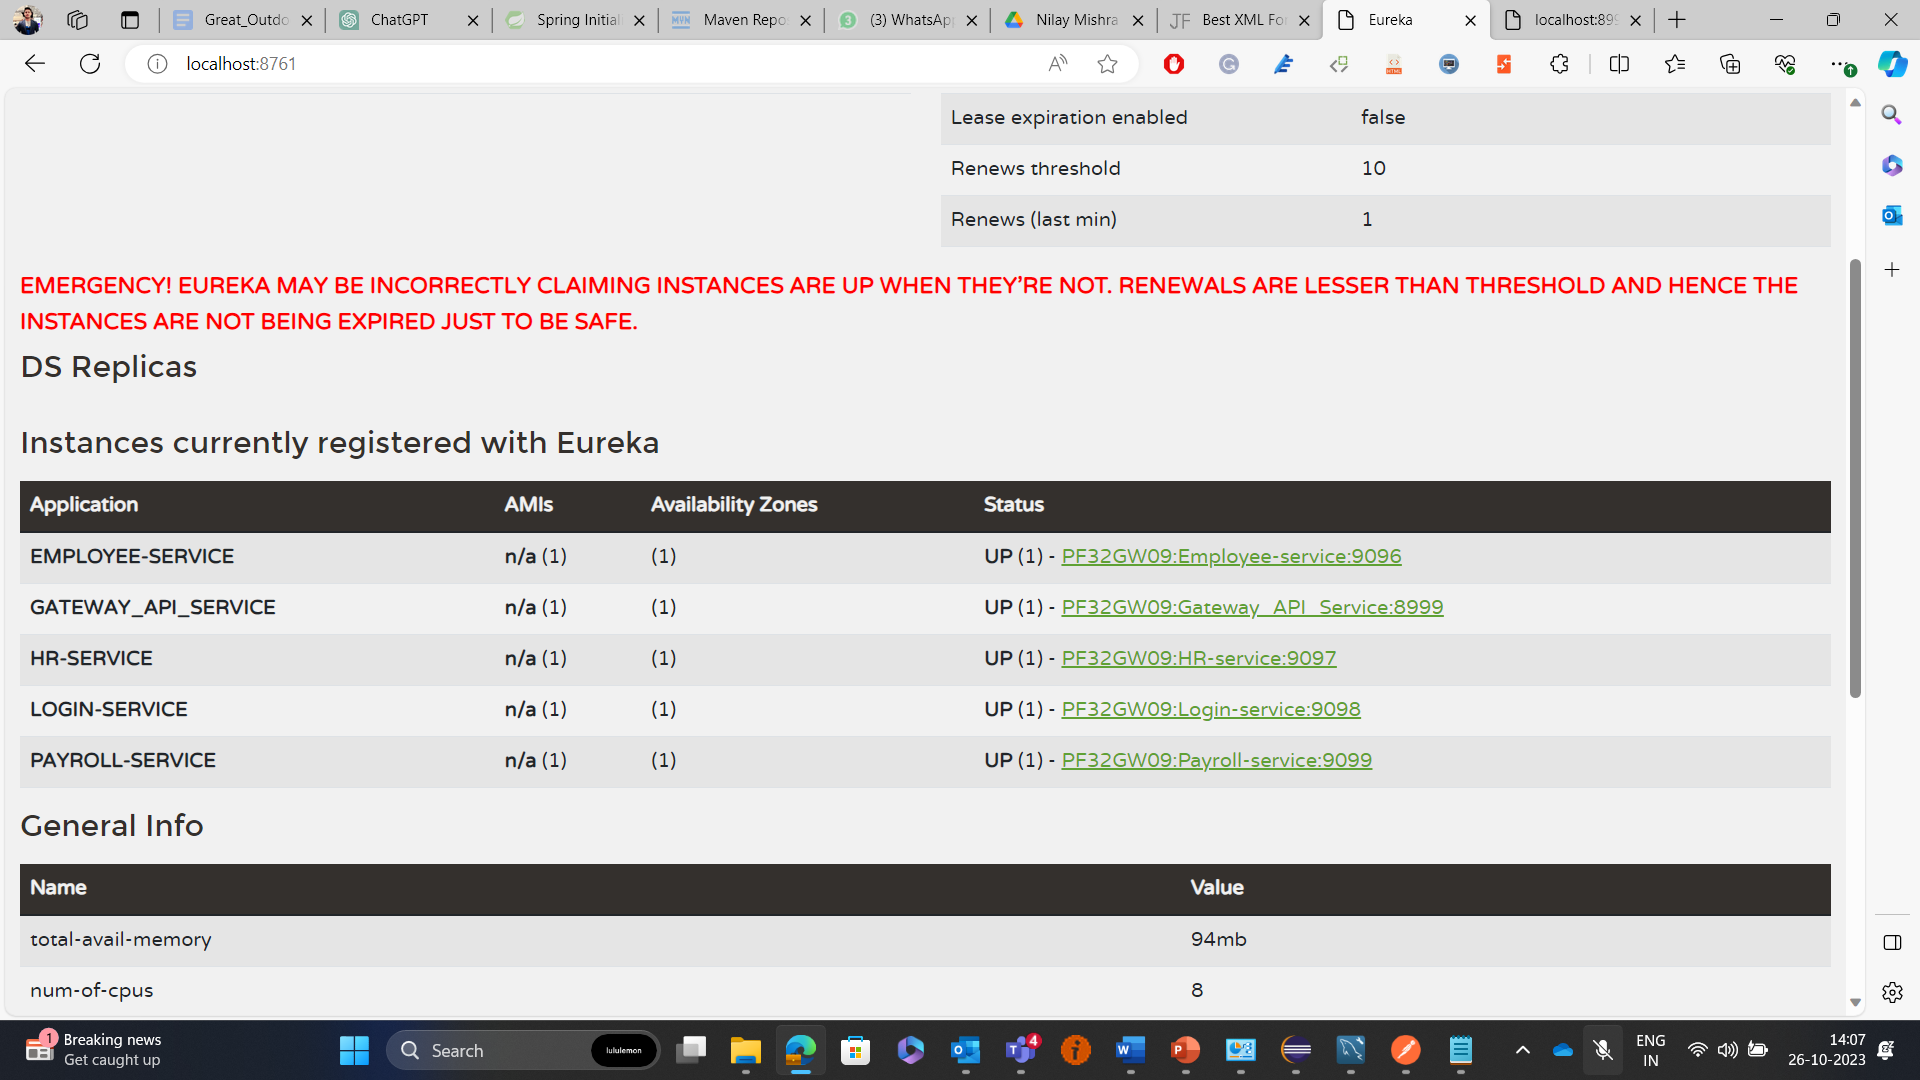 Great_Outdo
ChatGPT
Spring Initial
Maven Repo
(3) WhatsApp
Nilay Mishra
JF Best XML Fo
Eureka
localhost:899
localhost:8761
Lease expiration enabled false
Renews threshold 10
Renews (last min) 1
EMERGENCY! EUREKA MAY BE INCORRECTLY CLAIMING INSTANCES ARE UP WHEN THEY'RE NOT. RENEWALS ARE LESSER THAN THRESHOLD AND HENCE THE
INSTANCES ARE NOT BEING EXPIRED JUST TO BE SAFE.
DS Replicas
Instances currently registered with Eureka
Application AMIs Availability Zones Status
EMPLOYEE-SERVICE n/a (1) (1) UP (1) - PF32GW09:Employee-service:9096
GATEWAY_API_SERVICE n/a (1) (1) UP (1) - PF32GW09:Gateway_API_Service:8999
HR-SERVICE n/a (1) (1) UP (1) - PF32GW09:HR-service:9097
LOGIN-SERVICE n/a (1) (1) UP (1) - PF32GW09:Login-service:9098
PAYROLL-SERVICE n/a (1) (1) UP (1) - PF32GW09:Payroll-service:9099
General Info
Name Value
total-avail-memory 94mb
num-of-cpus 8
1 Breaking news
Get caught up
Search
lululemon
4
ENG
IN
14:07
26-10-2023